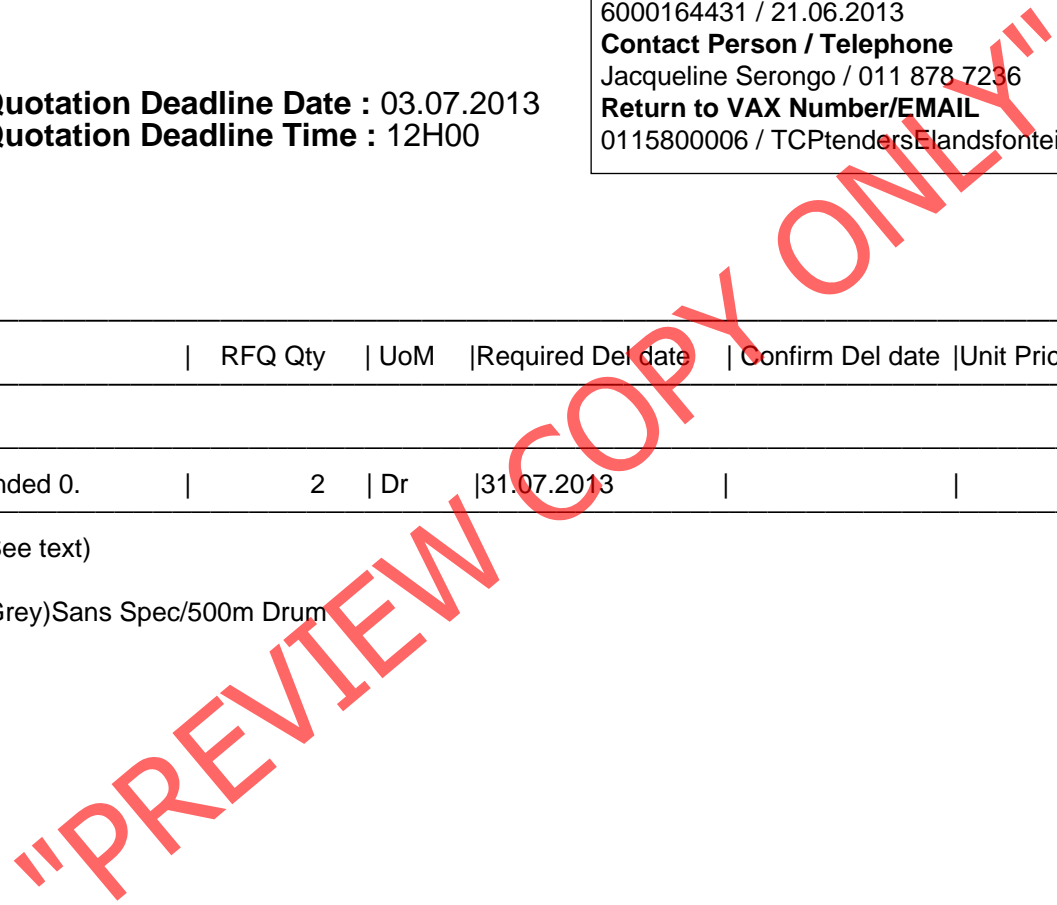 6000164431 / 21.06.2013
Contact Person / Telephone
Jacqueline Serongo / 011 878 7236
Return to VAX Number/EMAIL
0115800006 / TCPtendersElandsfontei
Quotation Deadline Date : 03.07.2013
Quotation Deadline Time : 12H00
| RFQ Qty | UoM |Required Del date | Confirm Del date |Unit Pric
nded 0. | 2 | Dr |31.07.2013 | |
See text)
Grey)Sans Spec/500m Drum
"PREVIEW COPY ONLY"